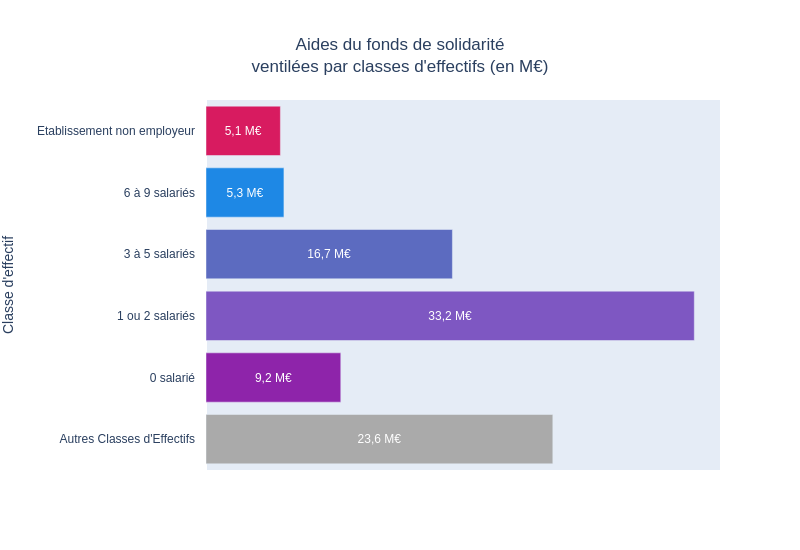 Aides du fonds de solidarité
ventilées par classes d'effectifs (en M€)
Classe d'effectif
Etablissement non employeur
5,1 M€
6 à 9 salariés
5,3 M€
3 à 5 salariés
16,7 M€
1 ou 2 salariés
33,2 M€
0 salarié
9,2 M€
Autres Classes d'Effectifs
23,6 M€